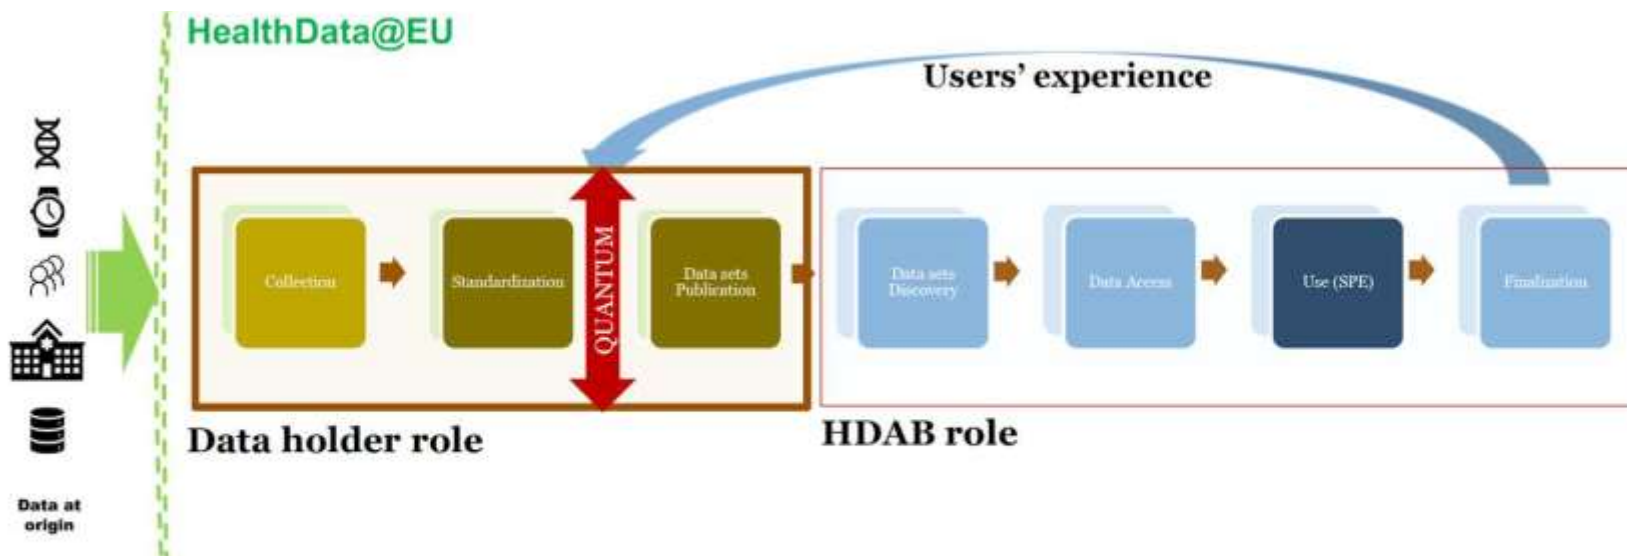 HealthData@EU
Users’ experience
QUANTUM
Collection
Standardization
Data sets
Publication
Data sets
Discovery
Data Access
Use (SPE)
Finalization
Data holder role
HDAB role
Data at
origin